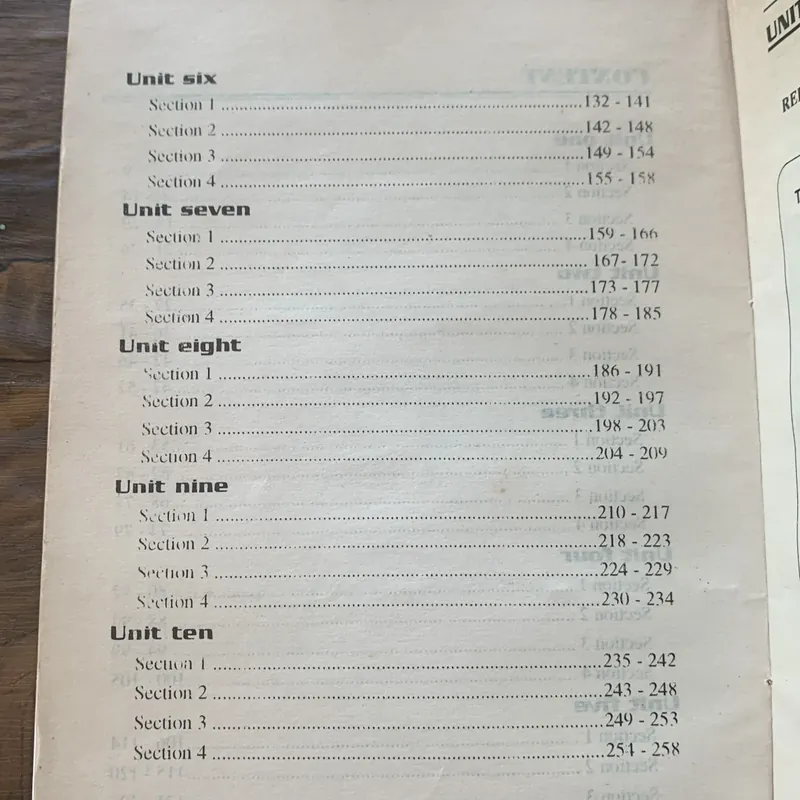 Unit six
Section 1 ........................................................132 - 141
Section 2 ........................................................142 - 148
Section 3 ........................................................149 - 154
Section 4 ........................................................155 - 158
Unit seven
Section 1 ........................................................159 - 166
Section 2 ........................................................167- 172
Section 3 ........................................................173 - 177
Section 4 ........................................................178 - 185
Unit eight
Section 1 ........................................................186 - 191
Section 2 ........................................................192 - 197
Section 3 ........................................................198 - 203
Section 4 ........................................................204 - 209
Unit nine
Section 1 ........................................................210 - 217
Section 2 ........................................................218 - 223
Section 3 ........................................................224 - 229
Section 4 ........................................................230 - 234
Unit ten
Section 1 ........................................................235 - 242
Section 2 ........................................................243 - 248
Section 3 ........................................................249 - 253
Section 4 ........................................................254 - 258